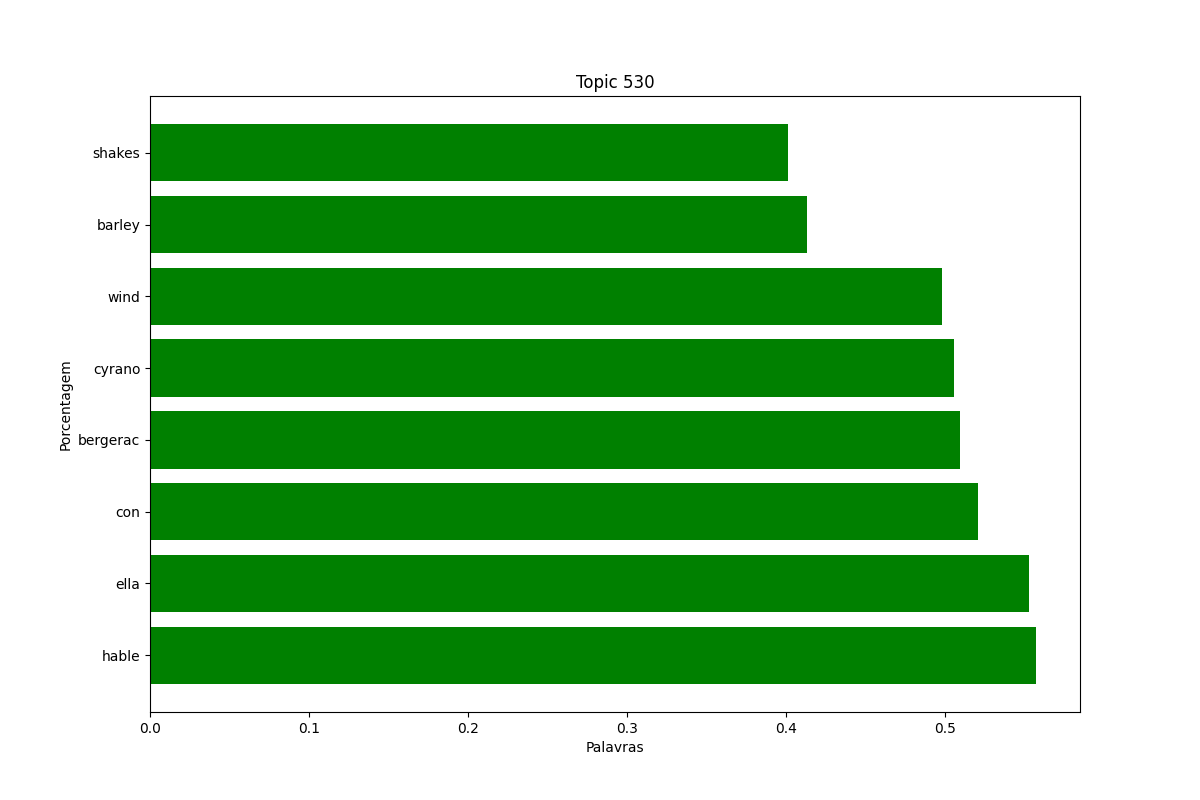 Topic 530
shakes
barley
wind
cyrano
bergerac
con
ella
hable
Porcentagem
0.0 0.1 0.2 0.3 0.4 0.5
Palavras